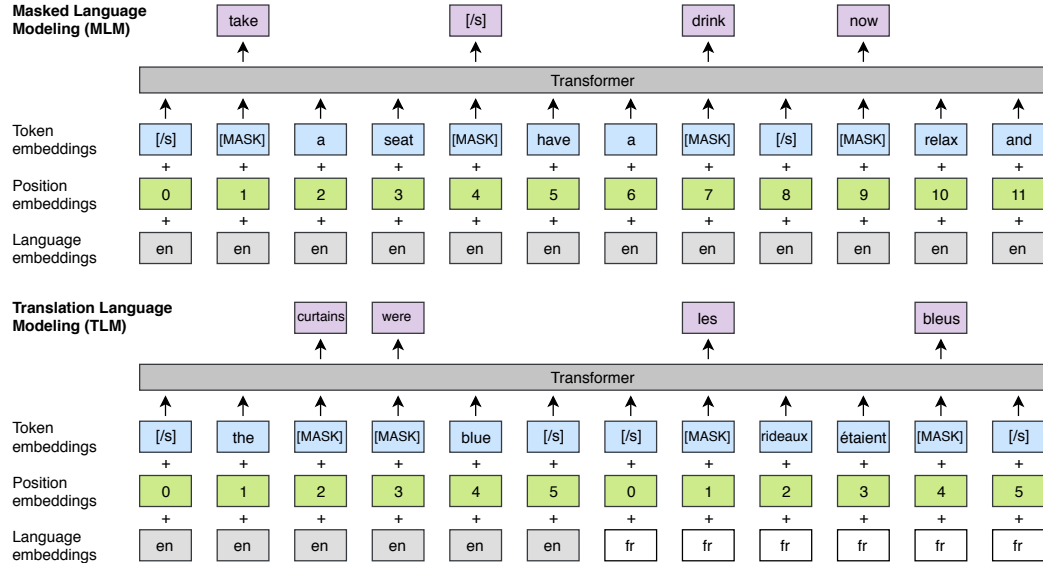 Masked Language
Modeling (MLM)
take [/s] drink now
Transformer
Token
embeddings
[/s] [MASK] a seat [MASK] have a [MASK] [/s] [MASK] relax and
+ + + + + + + + + + + +
Position
embeddings
0 1 2 3 4 5 6 7 8 9 10 11
+ + + + + + + + + + + +
Language
embeddings
en en en en en en en en en en en en
Translation Language
Modeling (TLM)
curtains were les bleus
Transformer
Token
embeddings
[/s] the [MASK] [MASK] blue [/s] [/s] [MASK] rideaux étaient [MASK] [/s]
+ + + + + + + + + + + +
Position
embeddings
0 1 2 3 4 5 0 1 2 3 4 5
+ + + + + + + + + + + +
Language
embeddings
en en en en en en fr fr fr fr fr fr